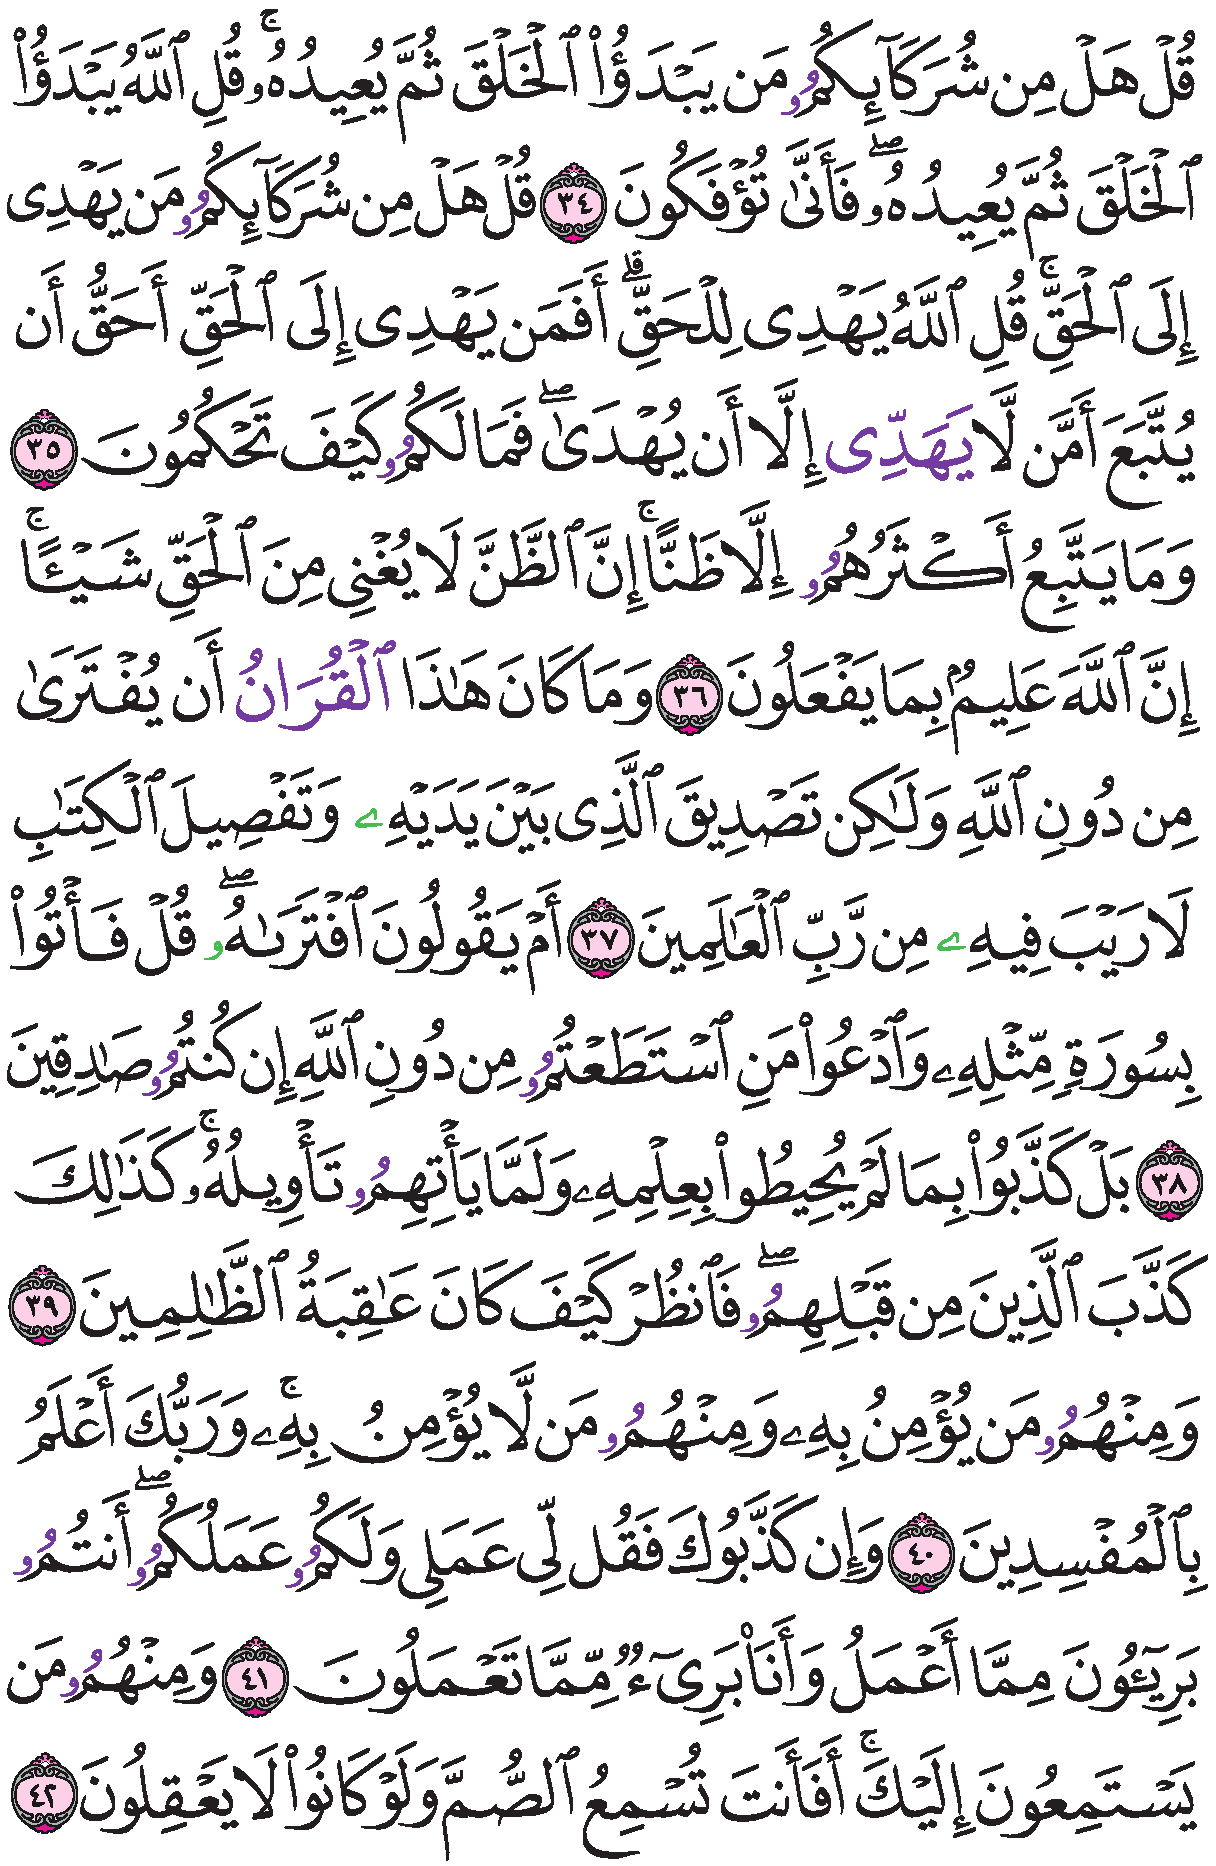 قُلْ هَلْ مِن شُرَكَآئِكُمُۥ مَن يَبْدَؤُا۟ ٱلْخَلْقَ ثُمَّ يُعِيدُهُۥ ۚ قُلِ ٱللَّهُ يَبْدَؤُا۟
ٱلْخَلْقَ ثُمَّ يُعِيدُهُۥ ۖ فَأَنَّىٰ تُؤْفَكُونَ ٣٤ قُلْ هَلْ مِن شُرَكَآئِكُمُۥ مَن يَهْدِى
إِلَى ٱلْحَقِّ ۚ قُلِ ٱللَّهُ يَهْدِى لِلْحَقِّ ۗ أَفَمَن يَهْدِى إِلَى ٱلْحَقِّ أَحَقُّ أَن
يُتَّبَعَ أَمَّن لَّا يَهَدِّى إِلَّا أَن يُهْدَىٰ ۖ فَمَا لَكُمُۥ كَيْفَ تَحْكُمُونَ ٣٥
وَمَا يَتَّبِعُ أَكْثَرُهُمُۥ إِلَّا ظَنًّا ۚ إِنَّ ٱلظَّنَّ لَا يُغْنِى مِنَ ٱلْحَقِّ شَيْـًٔا ۚ
إِنَّ ٱللَّهَ عَلِيمٌۢ بِمَا يَفْعَلُونَ ٣٦ وَمَا كَانَ هَٰذَا ٱلْقُرَانُ أَن يُفْتَرَىٰ
مِن دُونِ ٱللَّهِ وَلَٰكِن تَصْدِيقَ ٱلَّذِى بَيْنَ يَدَيْهِۦ وَتَفْصِيلَ ٱلْكِتَٰبِ
لَا رَيْبَ فِيهِۦ مِن رَّبِّ ٱلْعَٰلَمِينَ ٣٧ أَمْ يَقُولُونَ ٱفْتَرَىٰهُۥ ۖ قُلْ فَأْتُوا۟
بِسُورَةٍ مِّثْلِهِۦ وَٱدْعُوا۟ مَنِ ٱسْتَطَعْتُمُۥ مِن دُونِ ٱللَّهِ إِن كُنتُمُۥ صَٰدِقِينَ
٣٨ بَلْ كَذَّبُوا۟ بِمَا لَمْ يُحِيطُوا۟ بِعِلْمِهِۦ وَلَمَّا يَأْتِهِمُۥ تَأْوِيلُهُۥ ۚ كَذَٰلِكَ
كَذَّبَ ٱلَّذِينَ مِن قَبْلِهِمُۥ ۖ فَٱنظُرْ كَيْفَ كَانَ عَٰقِبَةُ ٱلظَّٰلِمِينَ ٣٩
وَمِنْهُمُۥ مَن يُؤْمِنُ بِهِۦ وَمِنْهُمُۥ مَن لَّا يُؤْمِنُ بِهِۦ ۚ وَرَبُّكَ أَعْلَمُ
بِٱلْمُفْسِدِينَ ٤٠ وَإِن كَذَّبُوكَ فَقُل لِّى عَمَلِى وَلَكُمُۥ عَمَلُكُمُۥ ۖ أَنتُمُۥ
بَرِيٓـُٔونَ مِمَّا أَعْمَلُ وَأَنَا۠ بَرِىٓءٌ مِّمَّا تَعْمَلُونَ ٤١ وَمِنْهُمُۥ مَن
يَسْتَمِعُونَ إِلَيْكَ ۚ أَفَأَنتَ تُسْمِعُ ٱلصُّمَّ وَلَوْ كَانُوا۟ لَا يَعْقِلُونَ ٤٢